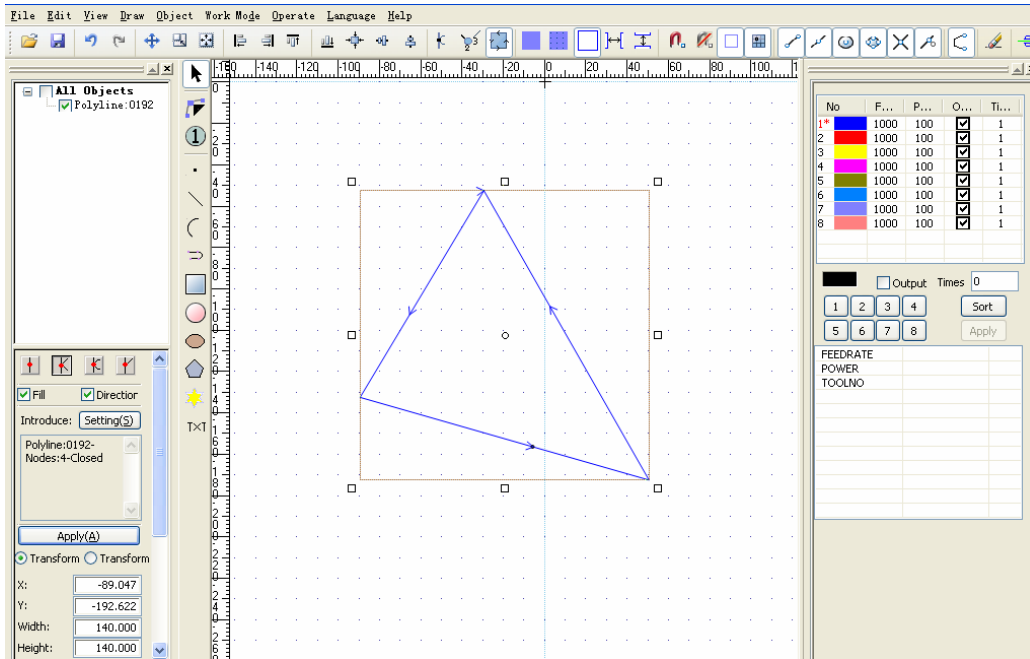 File Edit View Draw Object Work Mode Operate Language Help
-140 -120 -100 -80 -60 -40 -20 0 20 40 60 80 100
All Objects
Polyline:0192
1
No F... P... O... Ti...
1* 1000 100 1
2 1000 100 1
3 1000 100 1
4 1000 100 1
5 1000 100 1
6 1000 100 1
7 1000 100 1
8 1000 100 1
Output Times 0
1 2 3 4 Sort
5 6 7 8 Apply
FEEDRATE
POWER
TOOLNO
Fill Direction
Introduce: Setting(S)
Polyline:0192-
Nodes:4-Closed
Apply(A)
Transform Transform
X: -89.047
Y: -192.622
Width: 140.000
Height: 140.000
TXT